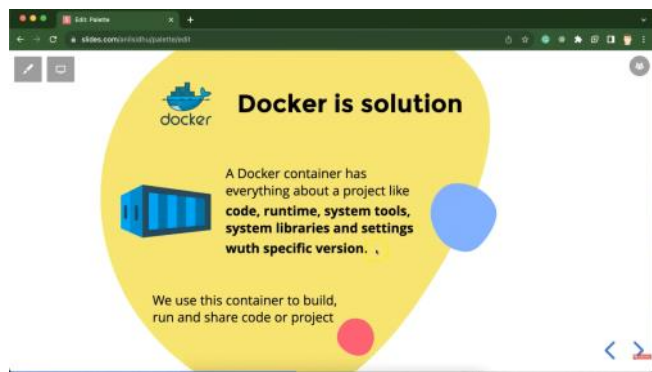 Edit: Palette
slides.com/anilsidhu/palette/edit
docker
Docker is solution
A Docker container has
everything about a project like
code, runtime, system tools,
system libraries and settings
wuth specific version.
We use this container to build,
run and share code or project